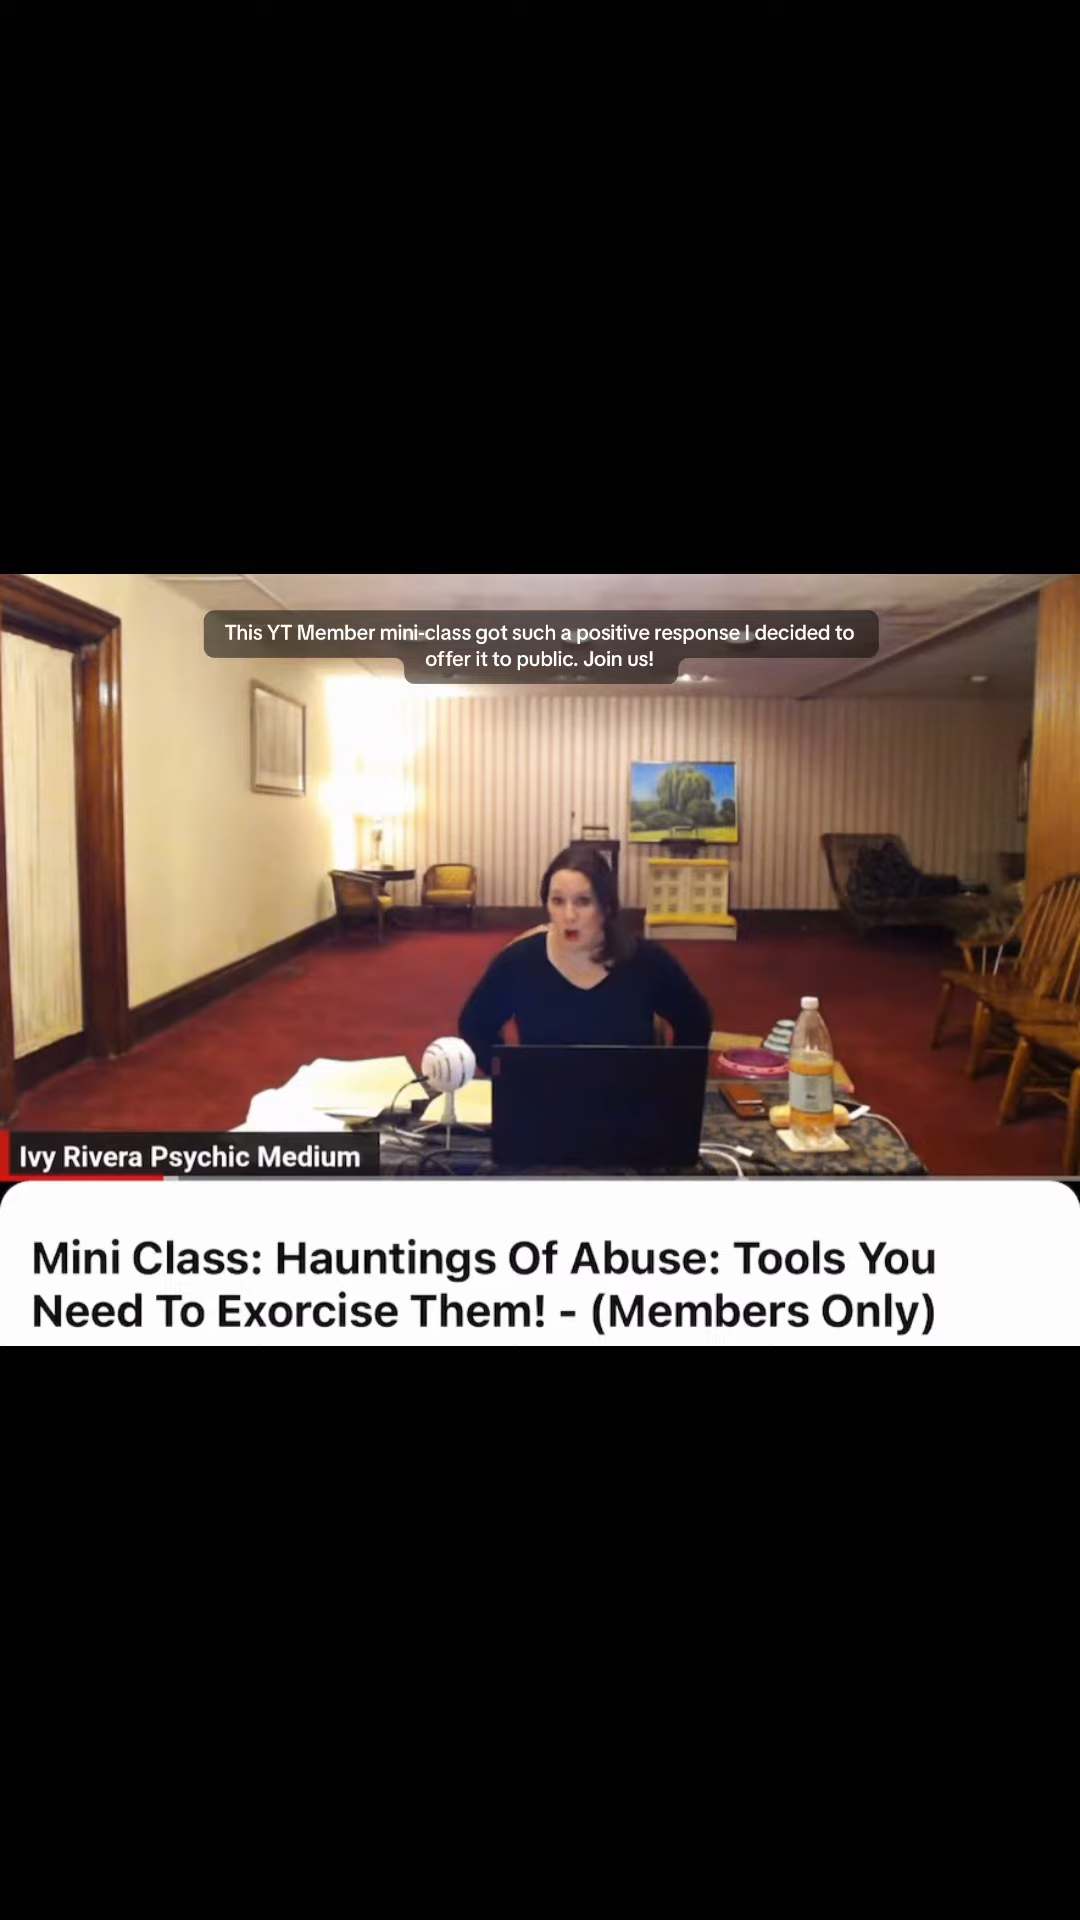 This YT Member mini-class got such a positive response I decided to
offer it to public. Join us!
Ivy Rivera Psychic Medium
Mini Class: Hauntings Of Abuse: Tools You
Need To Exorcise Them! - (Members Only)